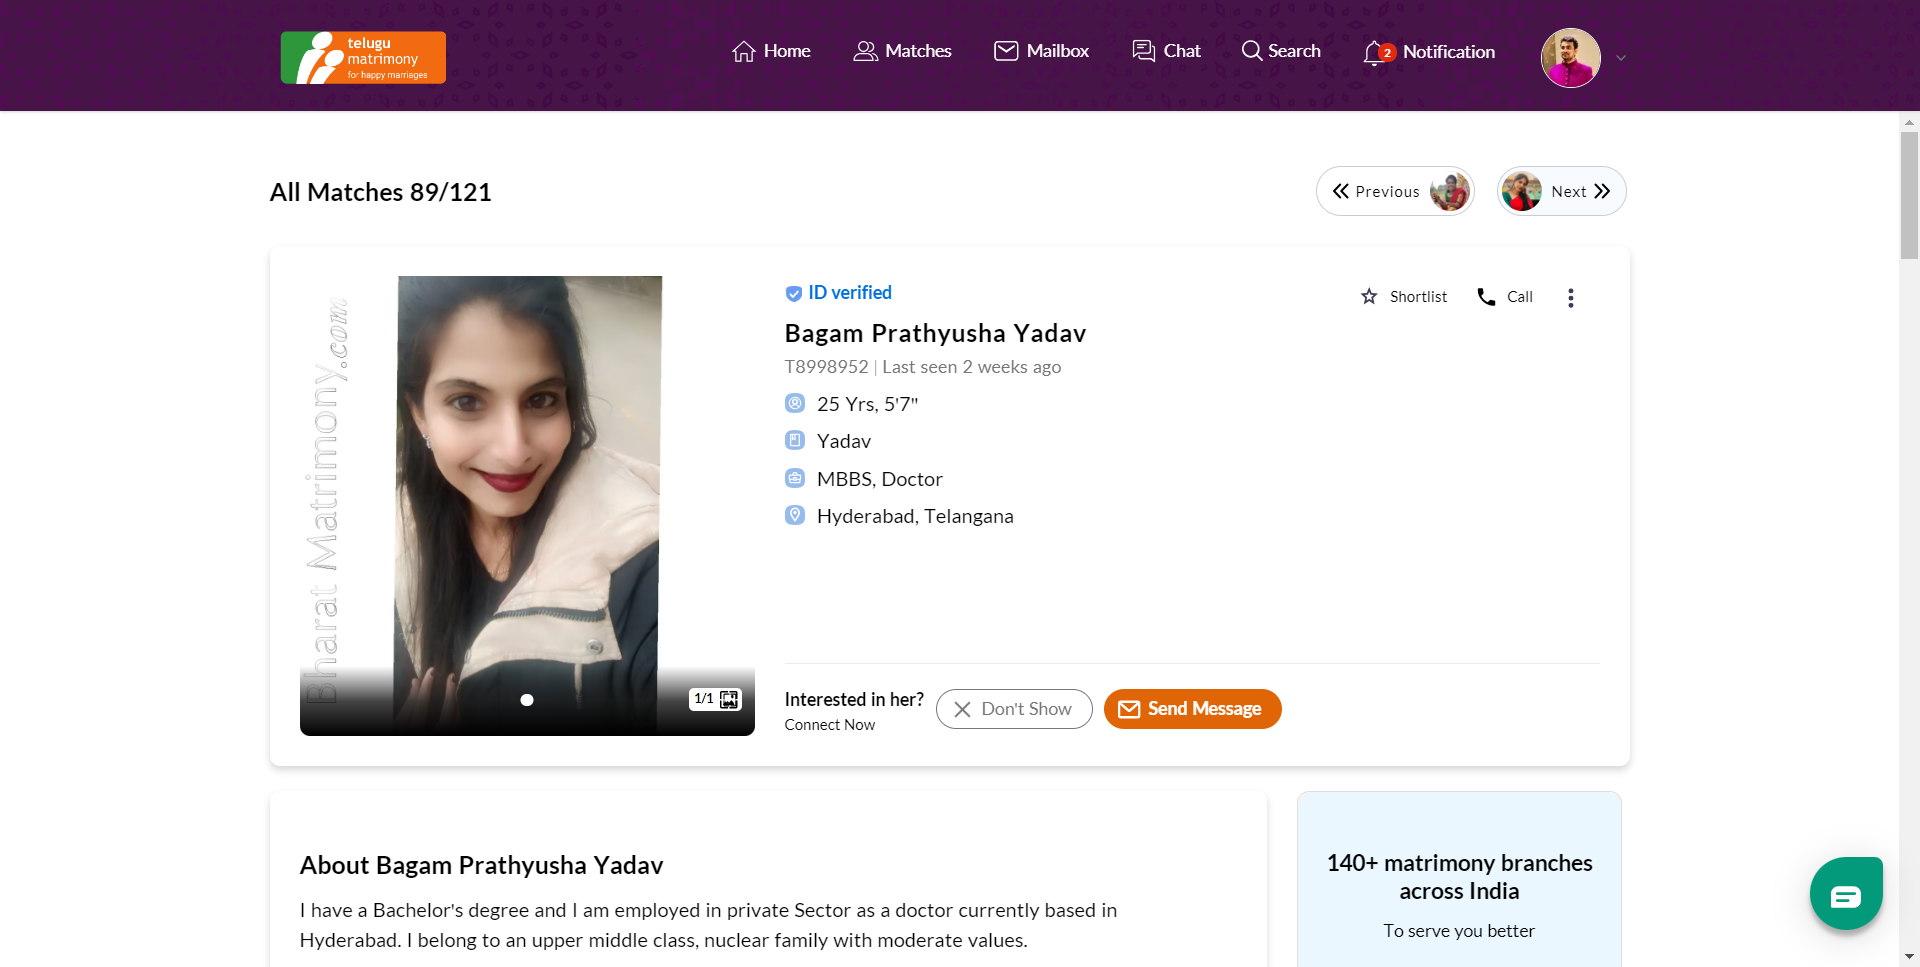 telugu
matrimony
for happy marriages
Home
Matches
Mailbox
Chat
Search
2
Notification
All Matches 89/121
Previous
Next
Bharat Matrimony.com
1/1
ID verified
Shortlist
Call
Bagam Prathyusha Yadav
T8998952 | Last seen 2 weeks ago
25 Yrs, 5'7"
Yadav
MBBS, Doctor
Hyderabad, Telangana
Interested in her?
Connect Now
Don't Show
Send Message
About Bagam Prathyusha Yadav
I have a Bachelor's degree and I am employed in private Sector as a doctor currently based in
Hyderabad. I belong to an upper middle class, nuclear family with moderate values.
140+ matrimony branches
across India
To serve you better